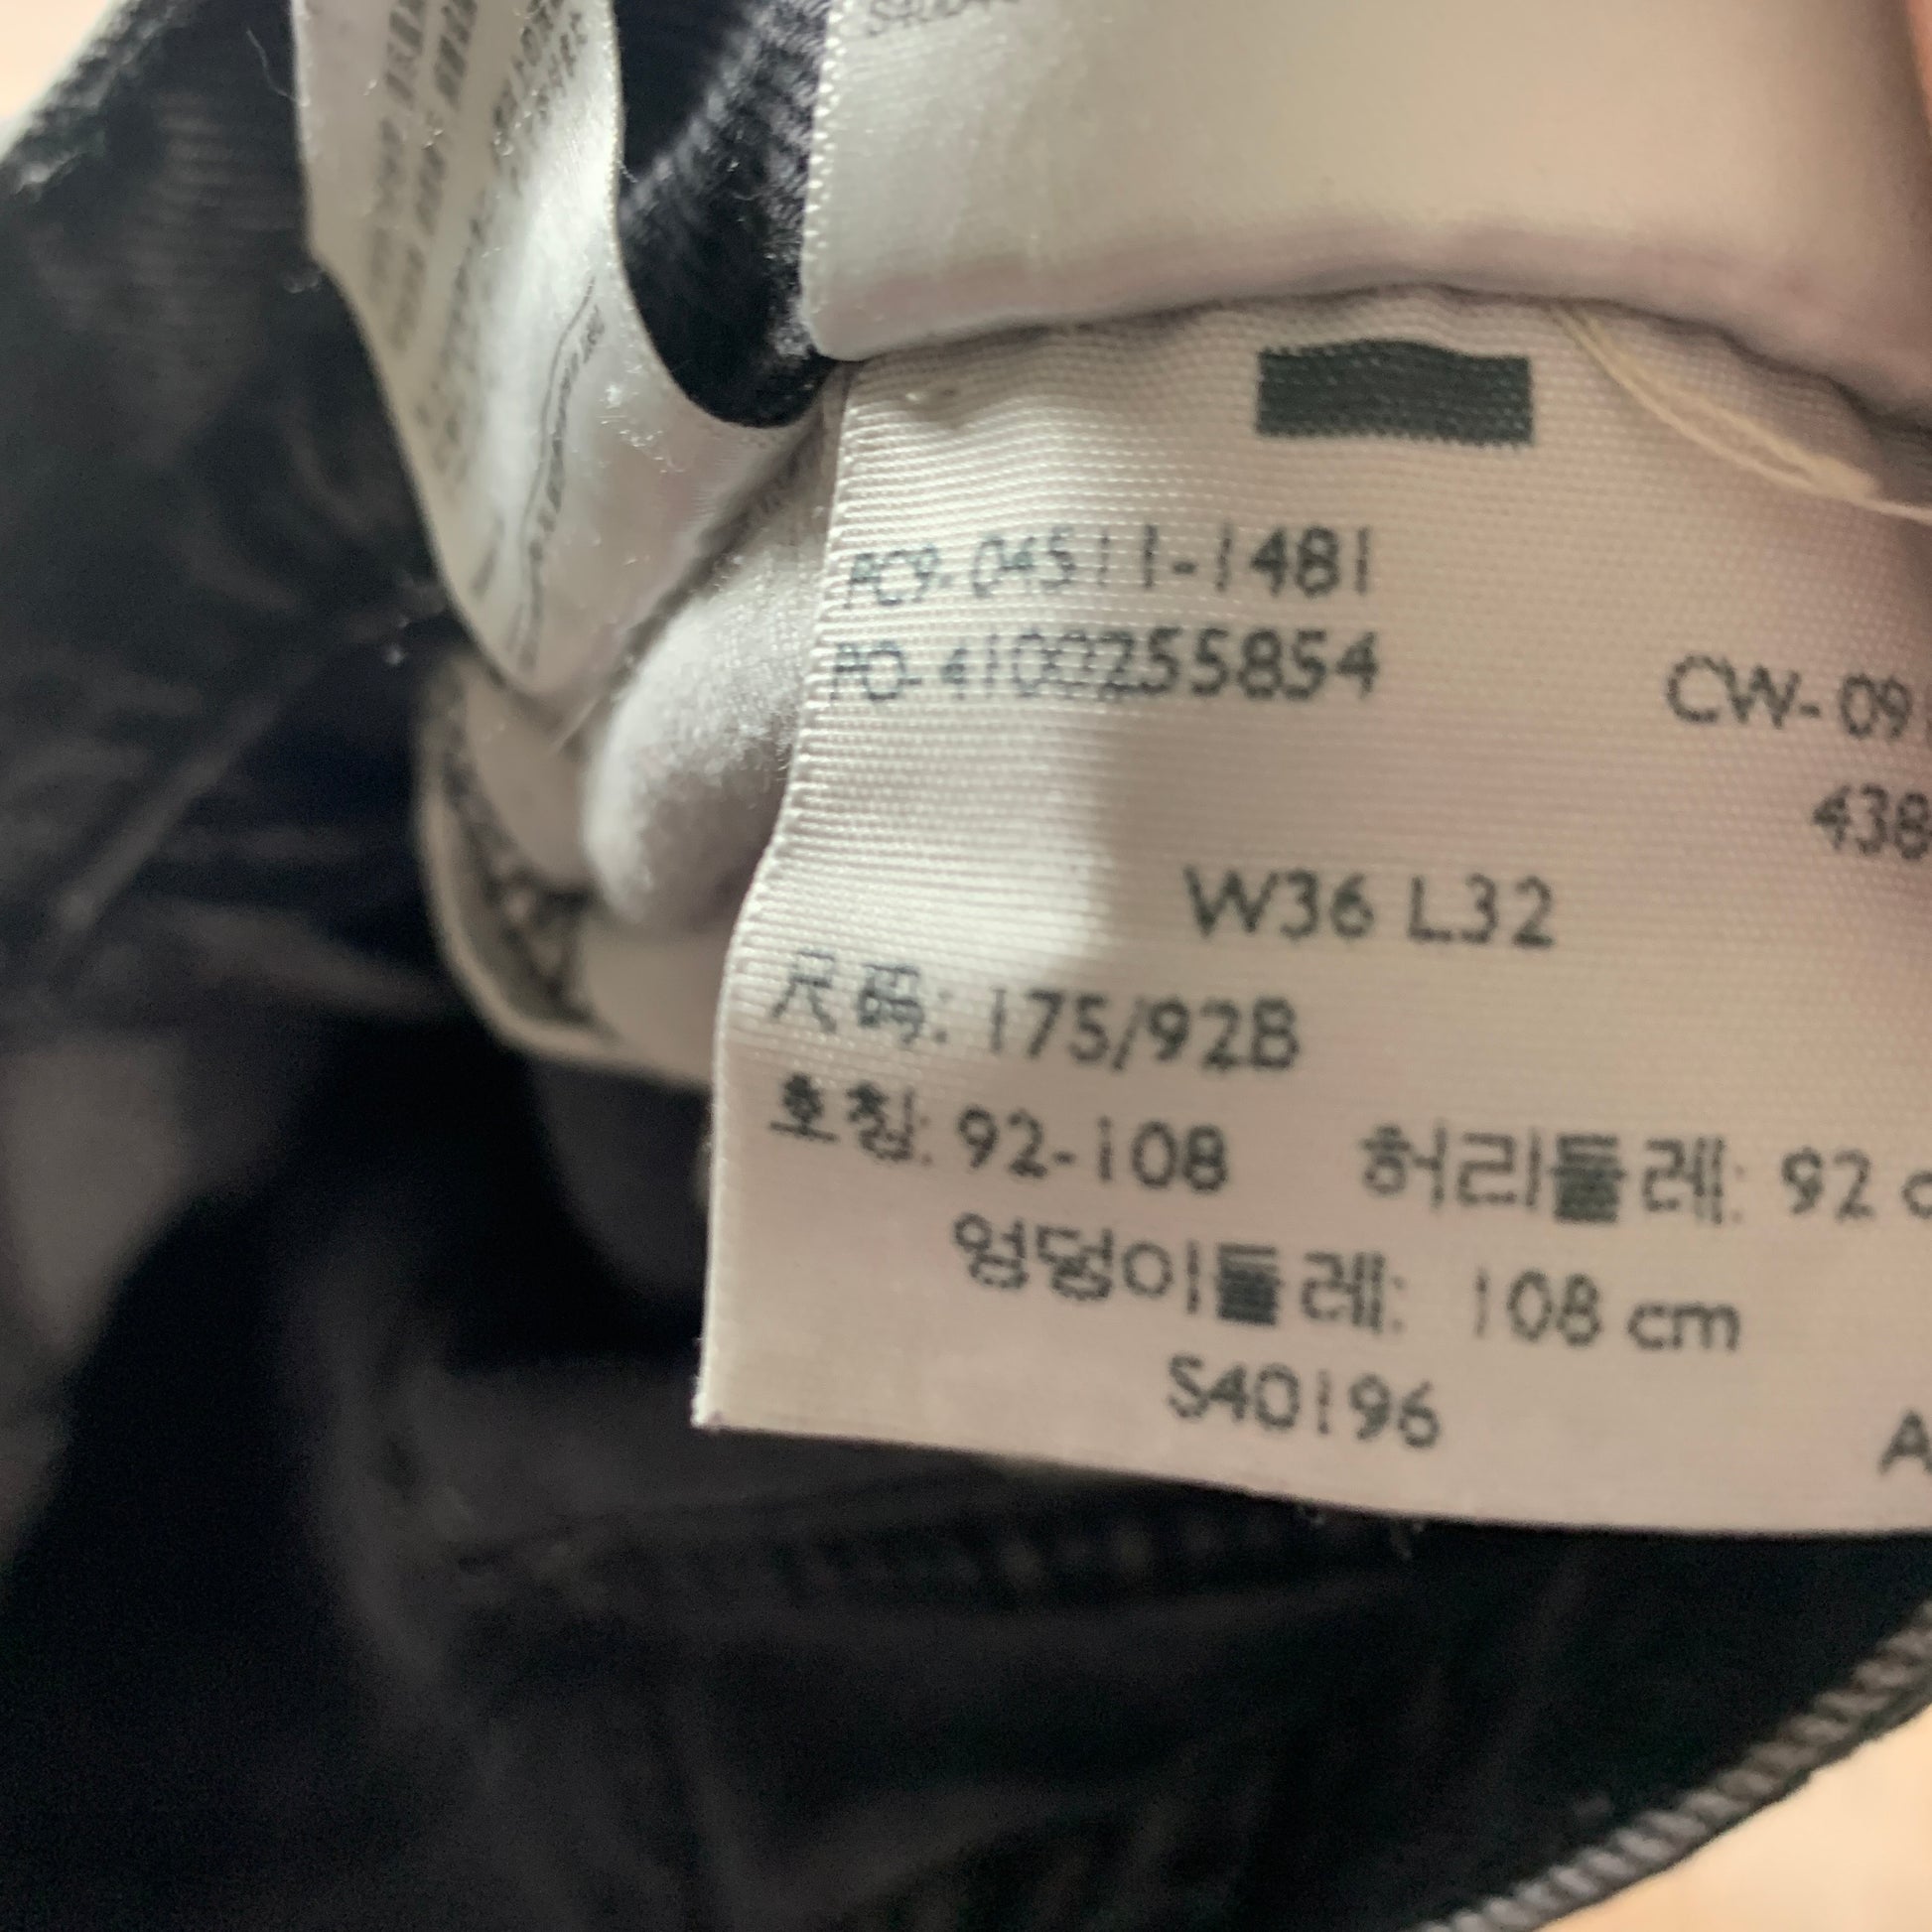 PC9-04511-1481
PO-4100255854
CW-09
438
W36 L32
尺码: 175/92B
호칭: 92-108 허리둘레: 92 c
엉덩이둘레: 108 cm
S40196
A